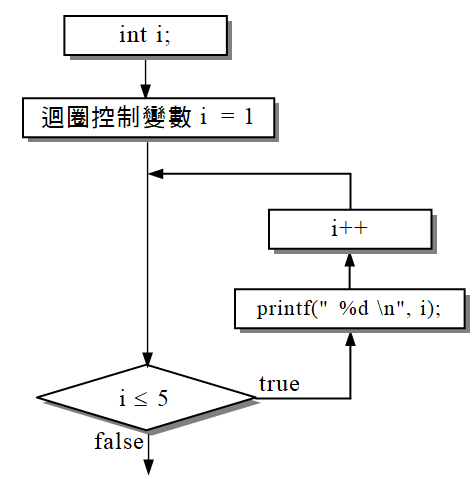 int i;
迴圈控制變數 i = 1
i++
printf(" %d \n", i);
i ≤ 5
true
false